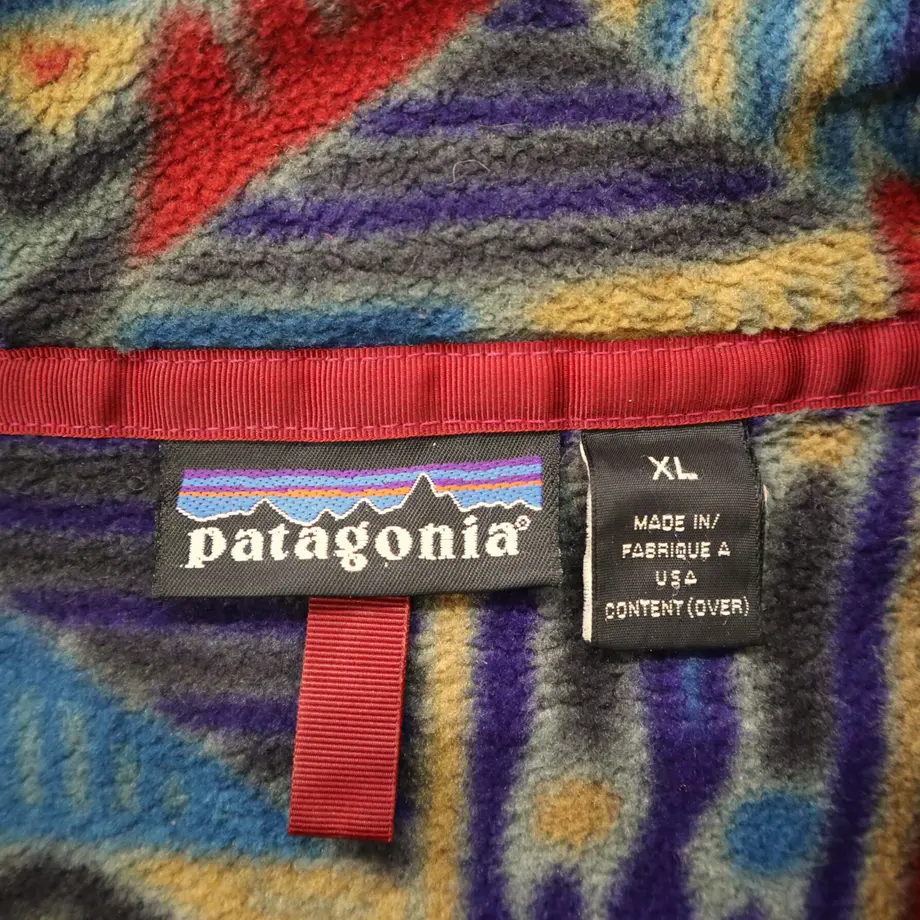 patagonia®
XL
MADE IN/
FABRIQUE A
USA
CONTENT (OVER)